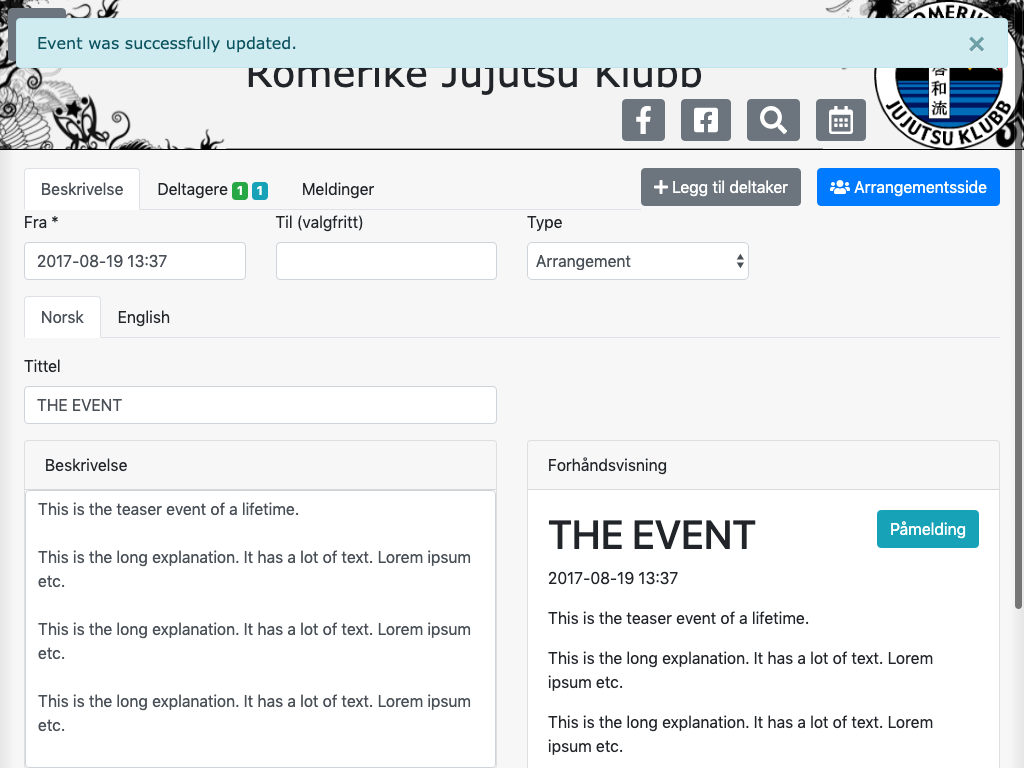 Event was successfully updated.
×
Romerike Jujutsu Klubb
ROMERIKE
啓和流
JUJUTSU KLUBB
Beskrivelse
Deltagere 1 1
Meldinger
Legg til deltaker
Arrangementsside
Fra *
Til (valgfritt)
Type
2017-08-19 13:37
Arrangement
Norsk
English
Tittel
THE EVENT
Beskrivelse
This is the teaser event of a lifetime.
This is the long explanation. It has a lot of text. Lorem ipsum
etc.
This is the long explanation. It has a lot of text. Lorem ipsum
etc.
This is the long explanation. It has a lot of text. Lorem ipsum
etc.
Forhåndsvisning
THE EVENT
Påmelding
2017-08-19 13:37
This is the teaser event of a lifetime.
This is the long explanation. It has a lot of text. Lorem
ipsum etc.
This is the long explanation. It has a lot of text. Lorem
ipsum etc.